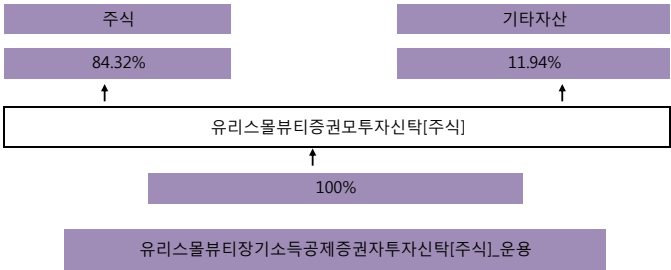 주식 기타자산
84.32% 11.94%
유리스몰뷰티증권모투자신탁[주식]
100%
유리스몰뷰티장기소득공제증권자투자신탁[주식]_운용